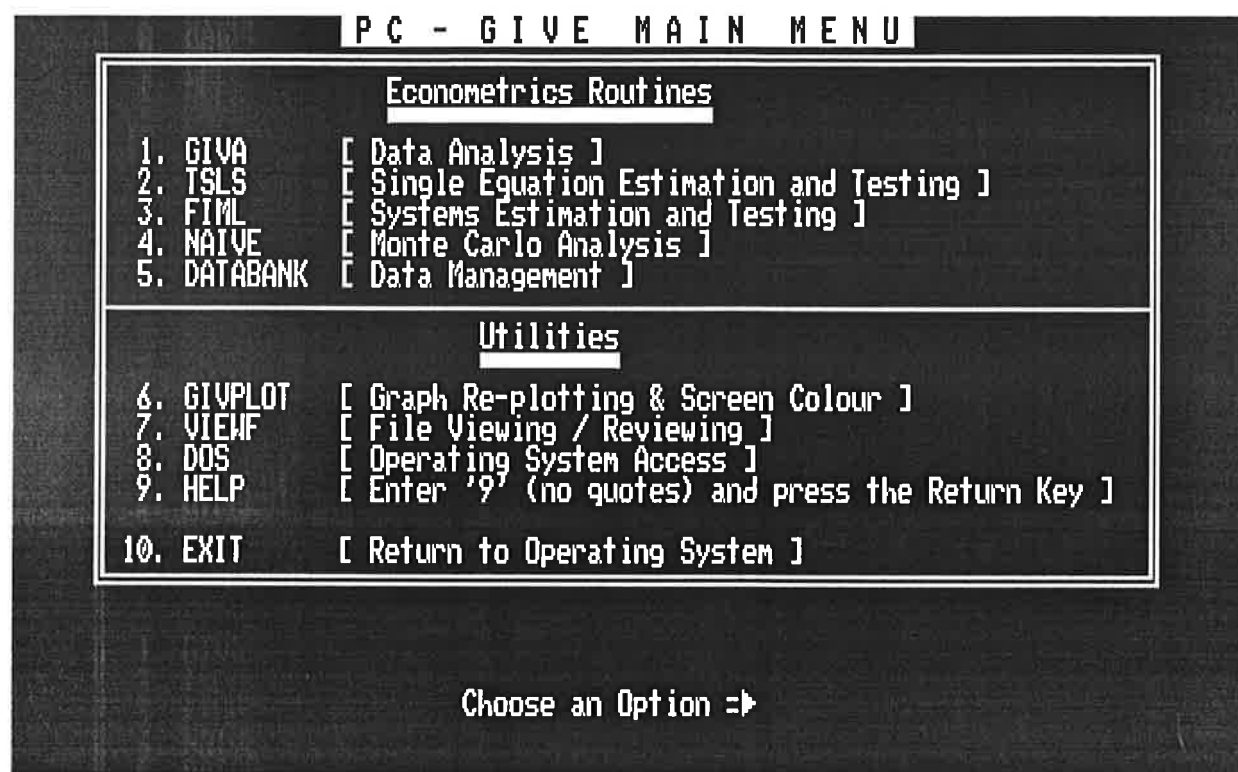 PC - GIVE MAIN MENU
Econometrics Routines
1. GIVA [ Data Analysis ]
2. TSLS [ Single Equation Estimation and Testing ]
3. FIML [ Systems Estimation and Testing ]
4. NAIVE [ Monte Carlo Analysis ]
5. DATABANK [ Data Management ]
Utilities
6. GIVPLOT [ Graph Re-plotting & Screen Colour ]
7. VIEWF [ File Viewing / Reviewing ]
8. DOS [ Operating System Access ]
9. HELP [ Enter '9' (no quotes) and press the Return Key ]
10. EXIT [ Return to Operating System ]
Choose an Option =►